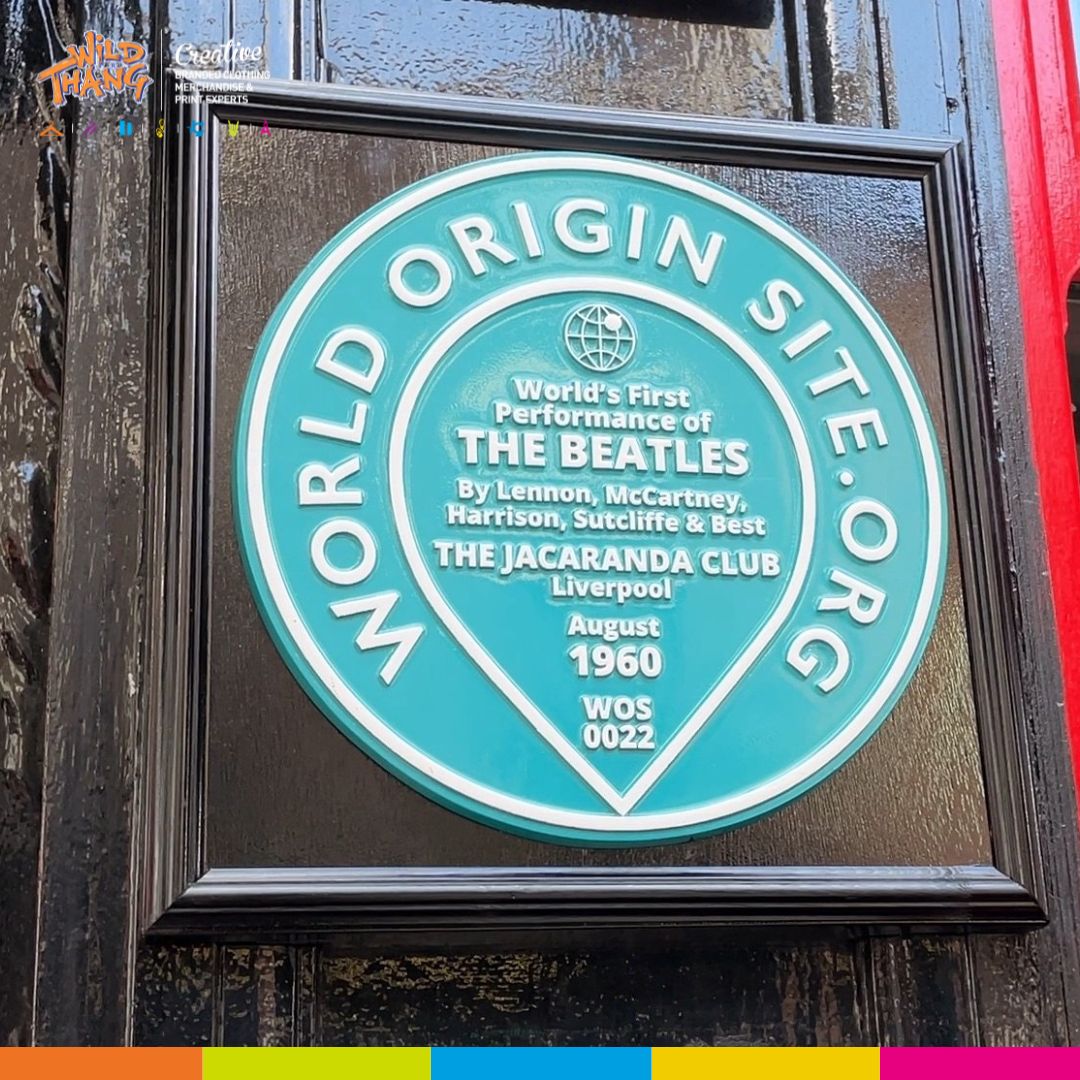 WILD
THANG
Creative
BRANDED CLOTHING
MERCHANDISE &
PRINT EXPERTS
WORLD ORIGIN SITE.ORG
World's First
Performance of
THE BEATLES
By Lennon, McCartney,
Harrison, Sutcliffe & Best
THE JACARANDA CLUB
Liverpool
August
1960
WOS
0022